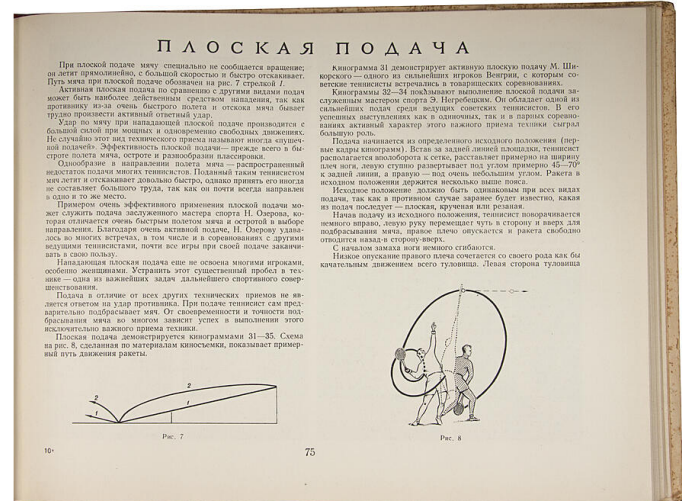 ПЛОСКАЯ ПОДАЧА
При плоской подаче мячу специально не сообщается вращение;
он летит прямолинейно, с большой скоростью и быстро отскакивает.
Путь мяча при плоской подаче обозначен на рис. 7 стрелкой 1.
Активная плоская подача по сравнению с другими видами подач
может быть наиболее действенным средством нападения, так как
противнику из-за очень быстрого полета и отскока мяча бывает
трудно произвести активный ответный удар.
Удар по мячу при нападающей плоской подаче производится с
большой силой при мощных и одновременно свободных движениях.
Не случайно этот вид технического приема называют иногда «пушеч-
ной подачей». Эффективность плоской подачи — прежде всего в бы-
строте полета мяча, остроте и разнообразии плассировки.
Однообразие в направлении полета мяча — распространенный
недостаток подачи многих теннисистов. Поданный таким теннисистом
мяч летит и отскакивает довольно быстро, однако принять его иногда
не составляет большого труда, так как он почти всегда направлен
в одно и то же место.
Примером очень эффективного применения плоской подачи мо-
жет служить подача заслуженного мастера спорта Н. Озерова, ко-
торая отличается очень быстрым полетом мяча и остротой в выборе
направления. Благодаря очень активной подаче, Н. Озерову удава-
лось во многих встречах, в том числе и в соревнованиях с другими
ведущими теннисистами, почти все игры при своей подаче заканчи-
вать в свою пользу.
Нападающая плоская подача еще не освоена многими игроками,
особенно женщинами. Устранить этот существенный пробел в тех-
нике — одна из важнейших задач дальнейшего спортивного совер-
шенствования.
Подача в отличие от всех других технических приемов не яв-
ляется ответом на удар противника. При подаче теннисист сам пред-
варительно подбрасывает мяч. От своевременности и точности под-
брасывания мяча во многом зависит успех в выполнении этого
исключительно важного приема техники.
Плоская подача демонстрируется кинограммами 31—35. Схема
на рис. 8, сделанная по материалам киносъемки, показывает пример-
ный путь движения ракеты.
2
2
1
1
Рис. 7
10*
75
Кинограмма 31 демонстрирует активную плоскую подачу М. Ши-
корского — одного из сильнейших игроков Венгрии, с которым со-
ветские теннисисты встречались в товарищеских соревнованиях.
Кинограммы 32—34 показывают выполнение плоской подачи за-
служенным мастером спорта Э. Негребецким. Он обладает одной из
сильнейших подач среди ведущих советских теннисистов. В его
успешных выступлениях как в одиночных, так и в парных соревно-
ваниях активный характер этого важного приема техники сыграл
большую роль.
Подача начинается из определенного исходного положения (пер-
вые кадры кинограмм). Встав за задней линией площадки, теннисист
располагается вполоборота к сетке, расставляет примерно на ширину
плеч ноги, левую ступню развертывает под углом примерно 45—70°
к задней линии, а правую — под очень небольшим углом. Ракета в
исходном положении держится несколько выше пояса.
Исходное положение должно быть одинаковым при всех видах
подачи, так как в противном случае заранее будет известно, какая
из подач последует — плоская, крученая или резаная.
Начав подачу из исходного положения, теннисист поворачивается
немного вправо, левую руку перемещает чуть в сторону и вверх для
подбрасывания мяча, правое плечо опускается и ракета свободно
отводится назад-в сторону-вверх.
С началом замаха ноги немного сгибаются.
Низкое опускание правого плеча сочетается со своего рода как бы
качательным движением всего туловища. Левая сторона туловища
Рис. 8